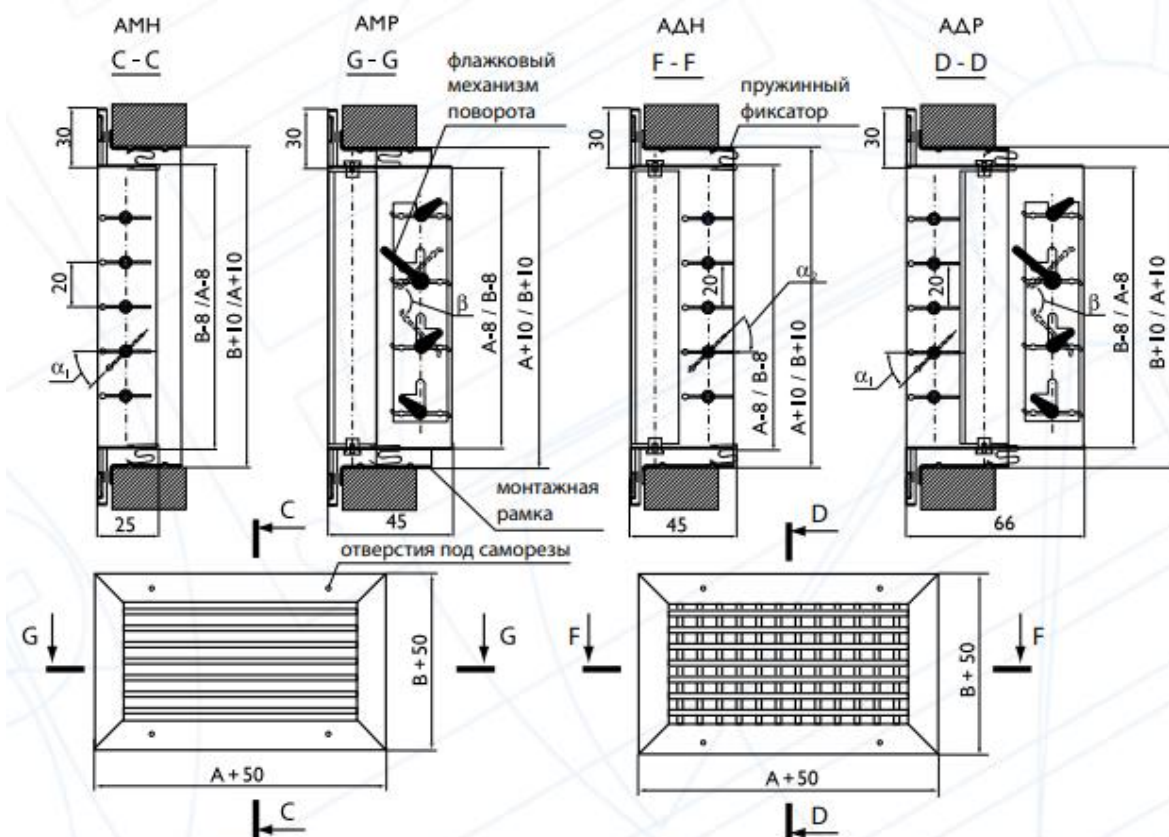 АМН
АМР
АДН
АДР
C - C
G - G
F - F
D - D
флажковый
механизм
поворота
пружинный
фиксатор
30
30
30
30
20
B-8 /A-8
B+10 /A+10
α₁
β
A-8 / B-8
A+10 / B+10
20
α₂
A-8 / B-8
A+10 / B+10
20
α₁
β
B-8 / A-8
B+10 / A+10
монтажная
рамка
25
45
45
66
C
D
отверстия под саморезы
G
G
F
F
B + 50
B + 50
A + 50
A + 50
C
D